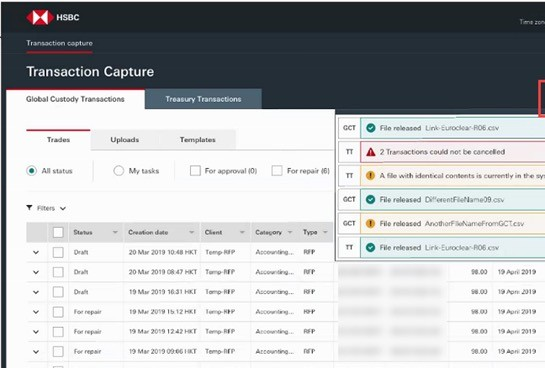 HSBC
Time zon
Transaction capture
Transaction Capture
Global Custody Transactions Treasury Transactions
GCT File released Link-Euroclear-R06.csv
Trades Uploads Templates
TT 2 Transactions could not be cancelled
All status My tasks For approval (0) For repair (6)
TT A file with identical contents is currently in the sys
GCT File released DifferentFileName09.csv
Filters
GCT File released AnotherFileNameFromGCT.csv
Status Creation date Client Category Type
TT File released Link-Euroclear-R06.csv
Draft 20 Mar 2019 10:48 HKT Temp-RFP Accounting... RFP
Draft 20 Mar 2019 08:47 HKT Temp-RFP Accounting... RFP 98.00 19 April 2019
Draft 19 Mar 2019 16:31 HKT Temp-RFP Accounting... RFP 98.00 19 April 2019
For repair 19 Mar 2019 15:12 HKT Temp-RFP Accounting... RFP 98.00 19 April 2019
For repair 19 Mar 2019 12:42 HKT Temp-RFP Accounting... RFP 98.00 19 April 2019
For repair 19 Mar 2019 09:66 HKT Temp-RFP Accounting... RFP 98.00 19 April 2019